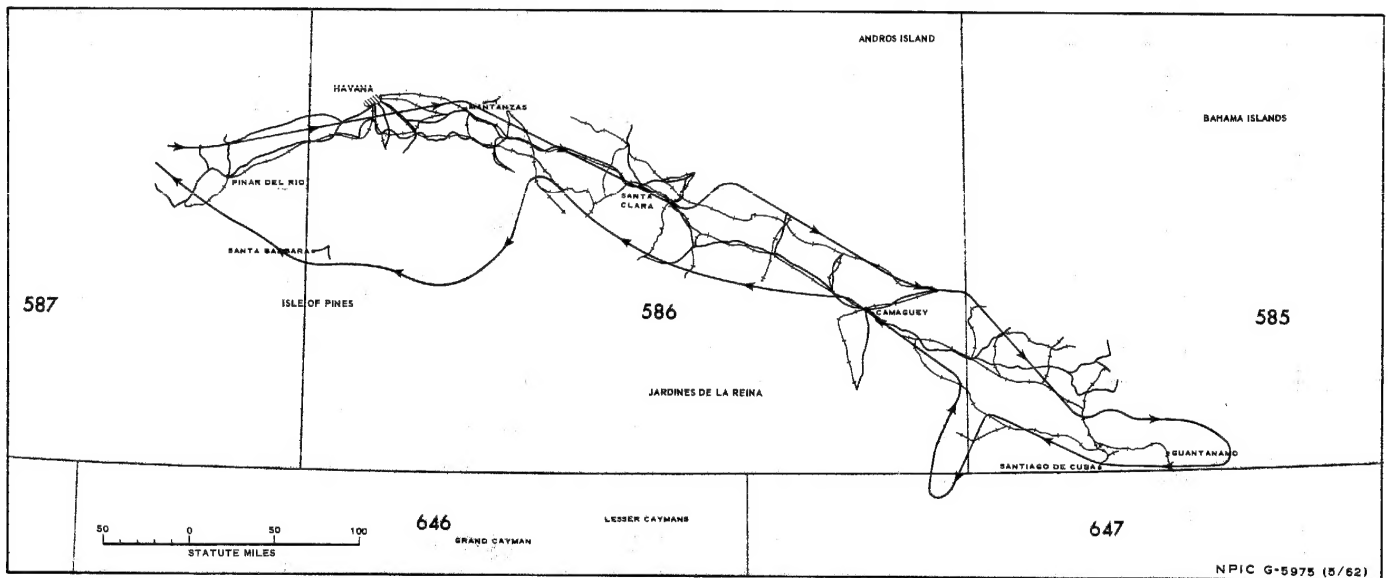 ANDROS ISLAND
HAVANA
MANTANZAS
BAHAMA ISLANDS
PINAR DEL RIO
SANTA
CLARA
SANTA BARBARA
587
ISLE OF PINES
586
CAMAGUEY
585
JARDINES DE LA REINA
GUANTANAMO
SANTIAGO DE CUBA
50 0 50 100
STATUTE MILES
646
LESSER CAYMANS
GRAND CAYMAN
647
NPIC G-5975 (5/62)